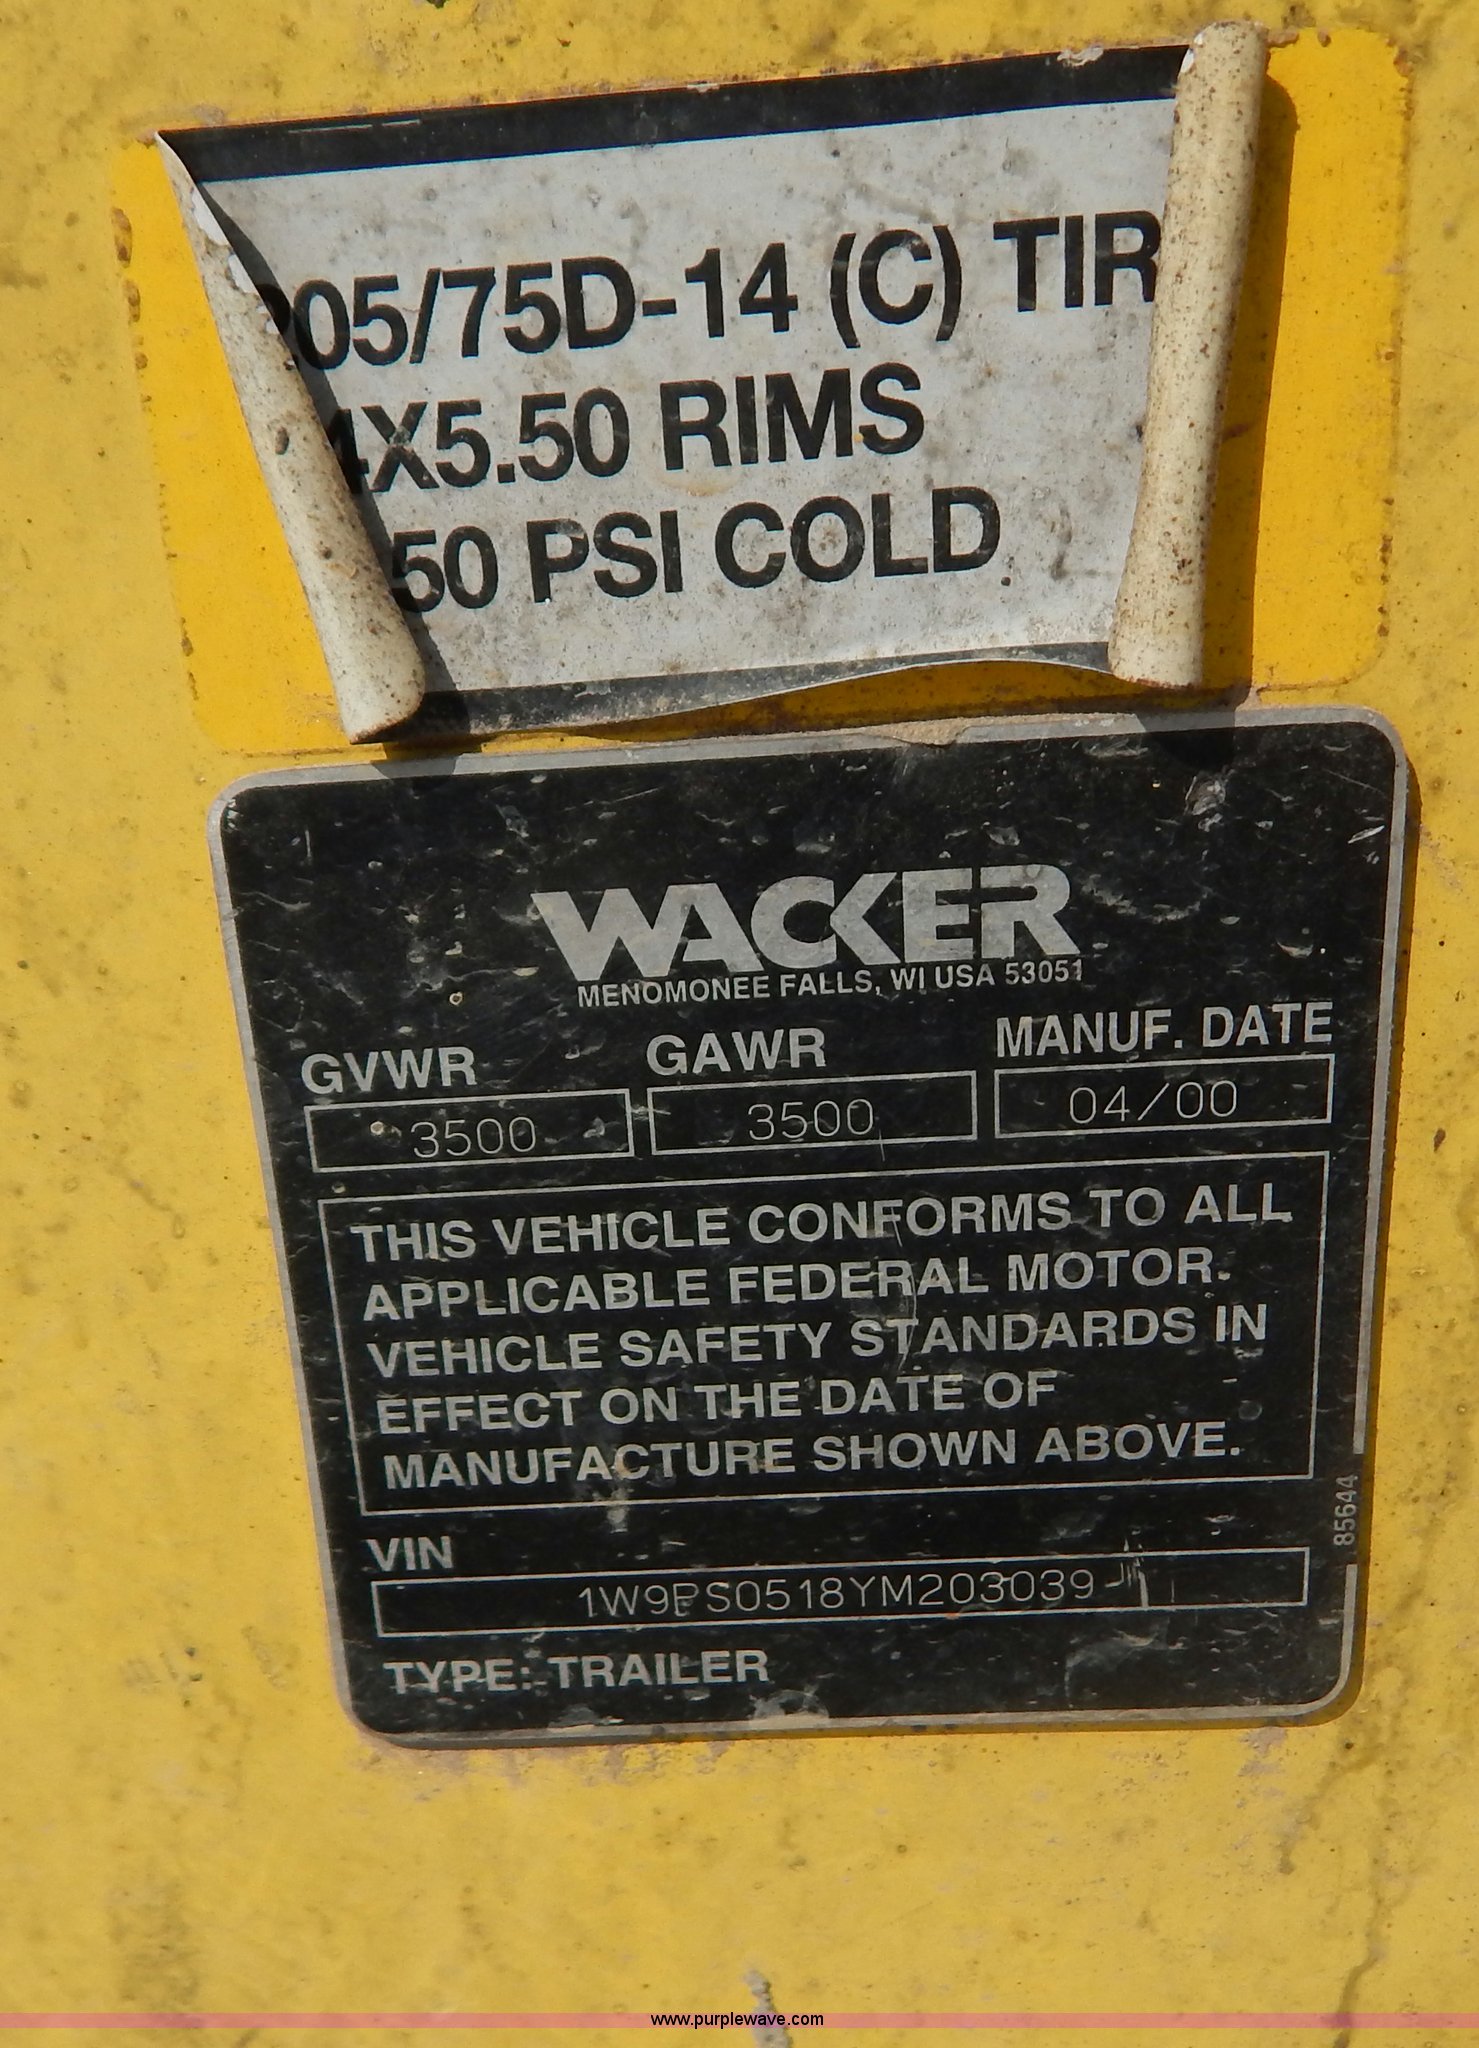 205/75D-14 (C) TIR
4X5.50 RIMS
50 PSI COLD
WACKER
MENOMONEE FALLS, WI USA 53051
GVWR GAWR MANUF. DATE
3500 3500 04/00
THIS VEHICLE CONFORMS TO ALL
APPLICABLE FEDERAL MOTOR
VEHICLE SAFETY STANDARDS IN
EFFECT ON THE DATE OF
MANUFACTURE SHOWN ABOVE.
85644
VIN
TYPE: TRAILER
www.purplewave.com